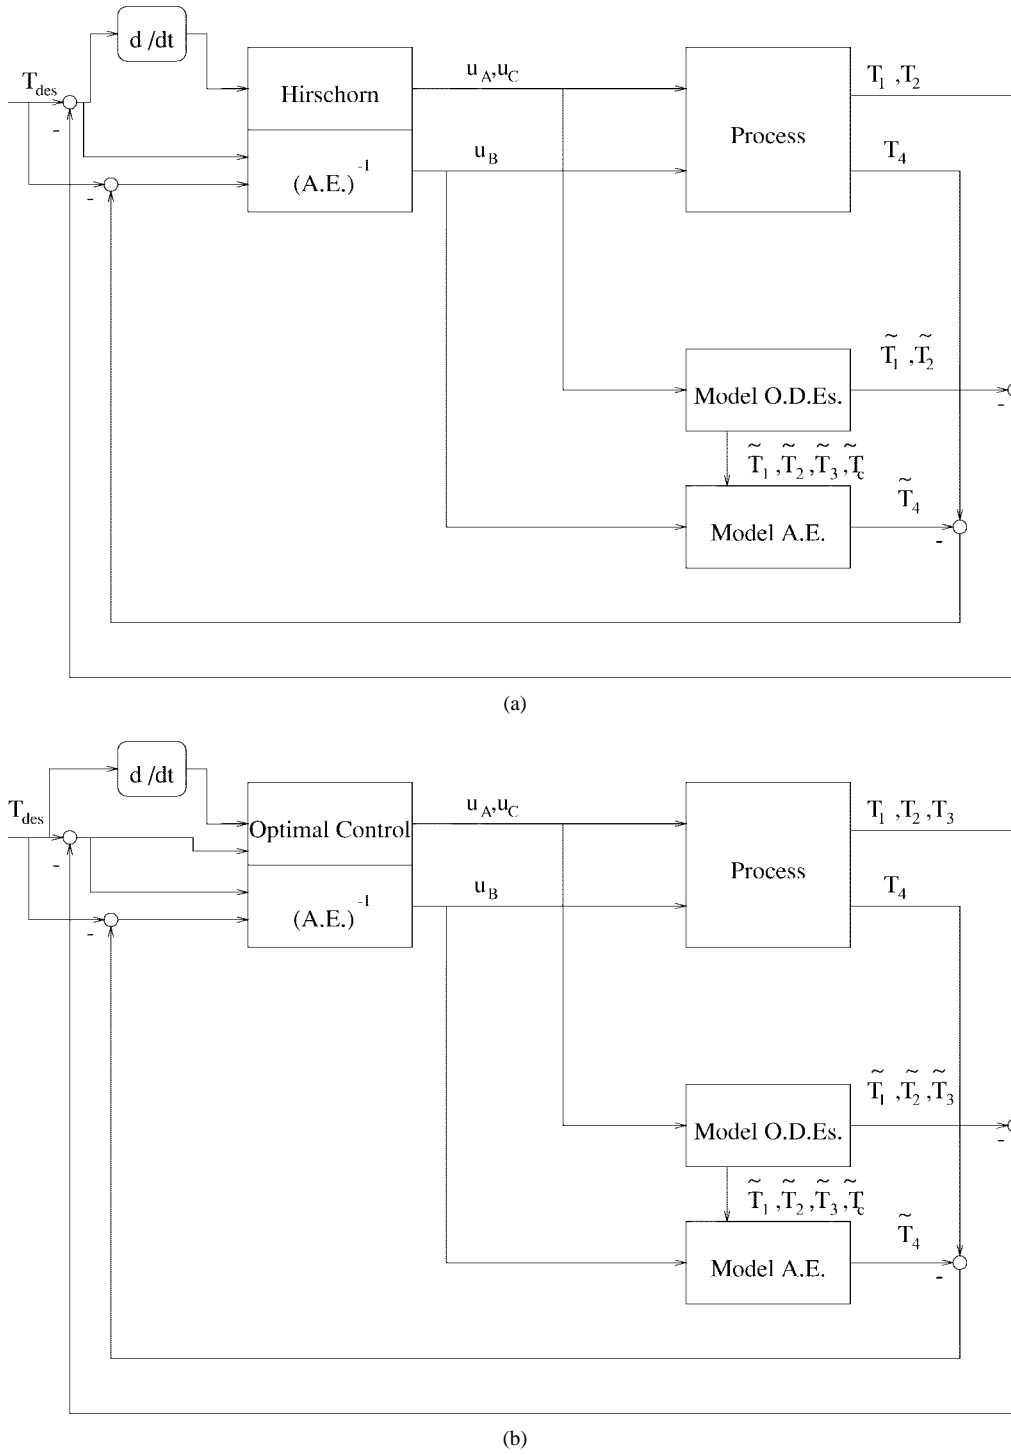 d /dt
T_des
-
-
Hirschorn
(A.E.)^-1
u_A,u_C
u_B
Process
T_1 ,T_2
T_4
T̃_1 ,T̃_2
-
Model O.D.Es.
T̃_1 ,T̃_2 ,T̃_3 ,T̃_c
Model A.E.
T̃_4
-
(a)
d /dt
T_des
-
-
Optimal Control
(A.E.)^-1
u_A,u_C
u_B
Process
T_1 ,T_2 ,T_3
T_4
T̃_1 ,T̃_2 ,T̃_3
-
Model O.D.Es.
T̃_1 ,T̃_2 ,T̃_3 ,T̃_c
Model A.E.
T̃_4
-
(b)